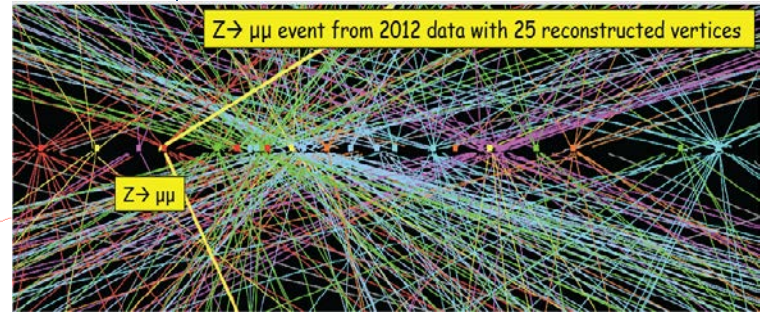 Z→ μμ event from 2012 data with 25 reconstructed vertices
Z→ μμ